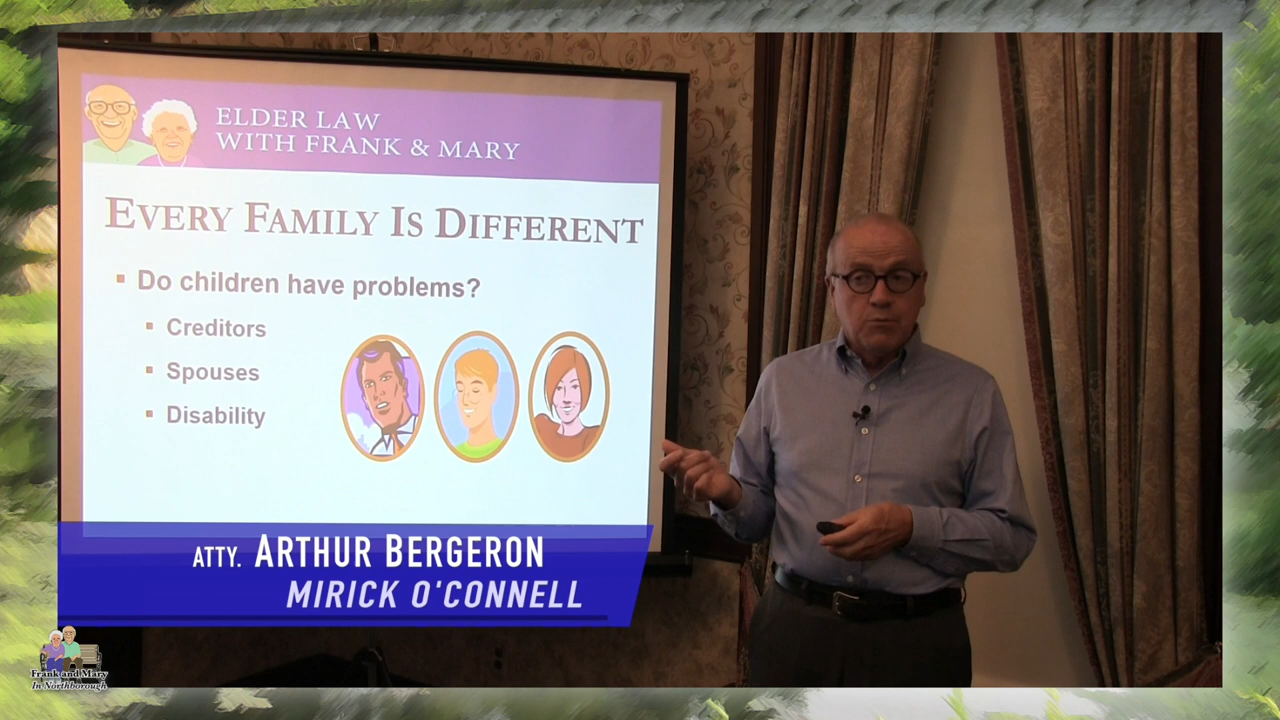 ELDER LAW
WITH FRANK & MARY
EVERY FAMILY IS DIFFERENT
Do children have problems?
Creditors
Spouses
Disability
ATTY. ARTHUR BERGERON
MIRICK O'CONNELL
Frank and Mary
In Northborough